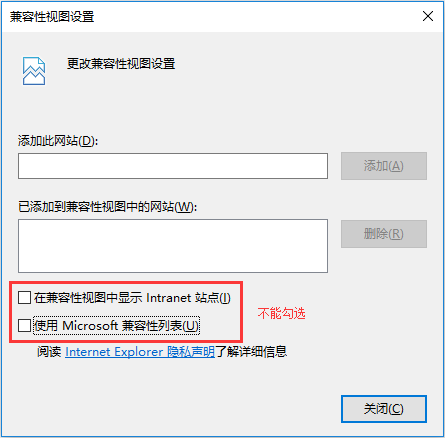 兼容性视图设置
更改兼容性视图设置
添加此网站(D):
添加(A)
已添加到兼容性视图中的网站(W):
删除(R)
在兼容性视图中显示 Intranet 站点(I)
不能勾选
使用 Microsoft 兼容性列表(U)
阅读 Internet Explorer 隐私声明了解详细信息
关闭(C)